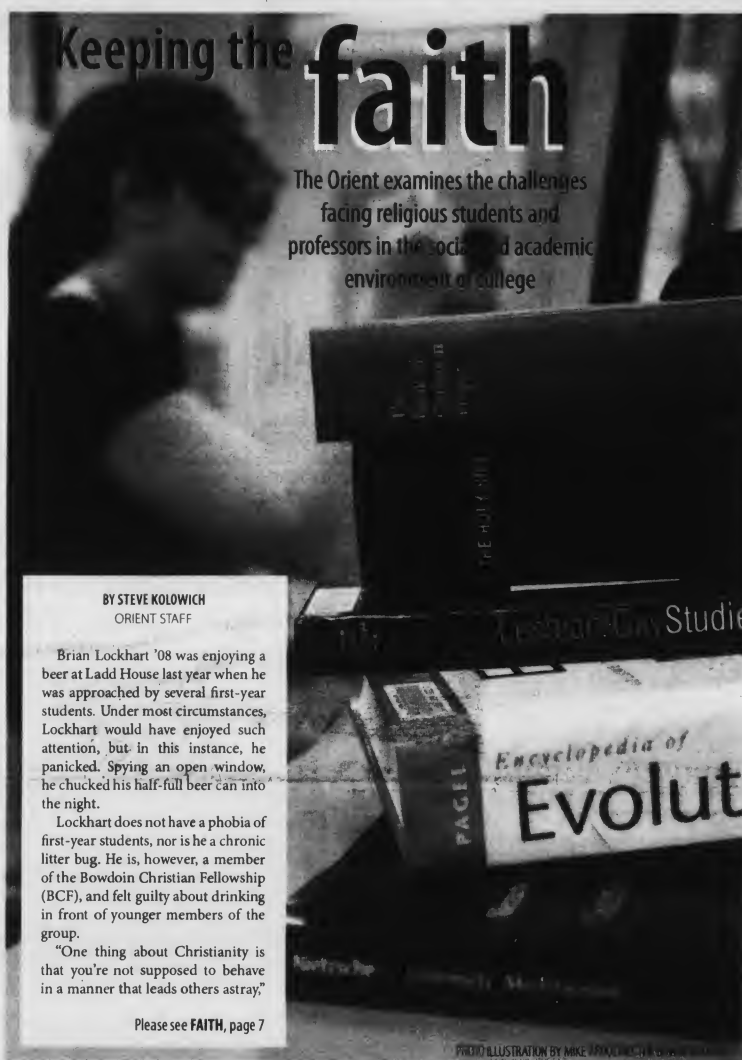 Keeping the
faith
The Orient examines the challenges
facing religious students and
professors in the social and academic
environment of college
THE HOLY BIBLE
Lesbian Gay Studie
Encyclopedia of
Evolut
PAGEL
Nietzsche
BY STEVE KOLOWICH
ORIENT STAFF
Brian Lockhart '08 was enjoying a
beer at Ladd House last year when he
was approached by several first-year
students. Under most circumstances,
Lockhart would have enjoyed such
attention, but in this instance, he
panicked. Spying an open window,
he chucked his half-full beer can into
the night.
Lockhart does not have a phobia of
first-year students, nor is he a chronic
litter bug. He is, however, a member
of the Bowdoin Christian Fellowship
(BCF), and felt guilty about drinking
in front of younger members of the
group.
"One thing about Christianity is
that you're not supposed to behave
in a manner that leads others astray,"
Please see FAITH, page 7
PHOTO ILLUSTRATION BY MIKE